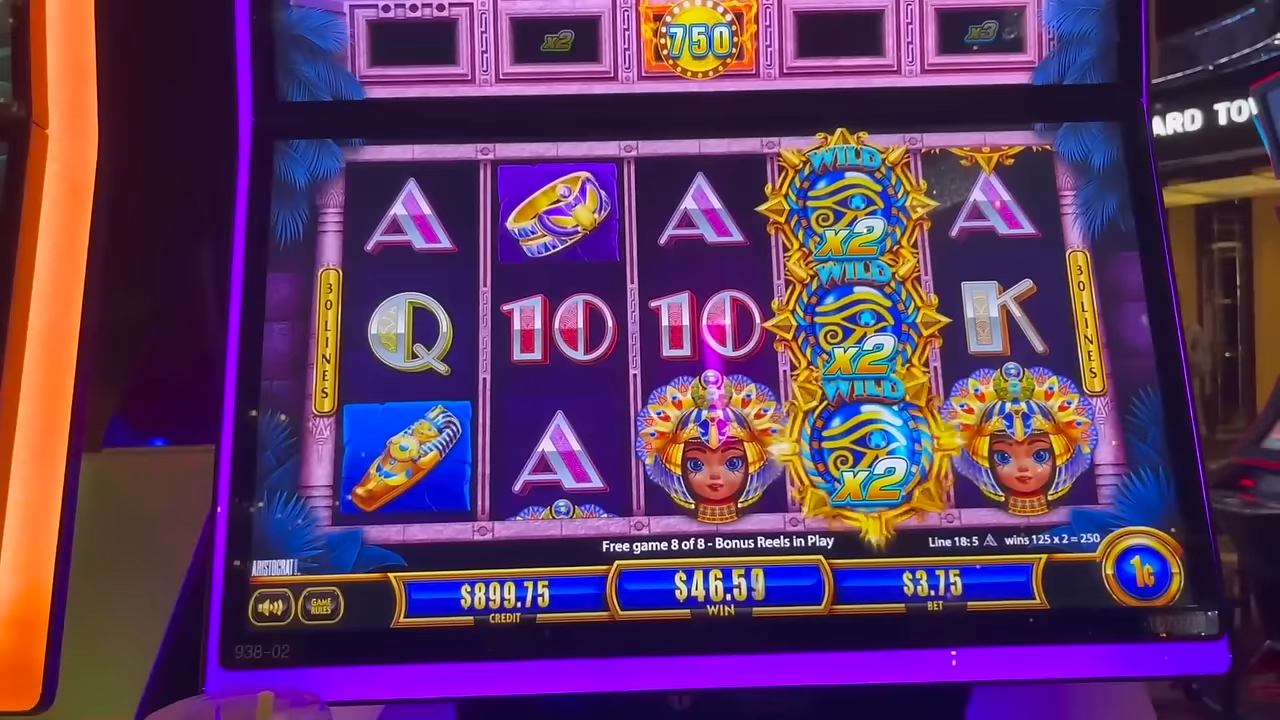 x2
750
x3
ARD TO
A
A
WILD
x2
A
30 LINES
Q
10
10
WILD
x2
K
30 LINES
A
WILD
x2
Free game 8 of 8 - Bonus Reels in Play
Line 18: 5 A wins 125 x 2 = 250
ARISTOCRAT
GAME RULES
$899.75
CREDIT
$46.59
WIN
$3.75
BET
1¢
938-02